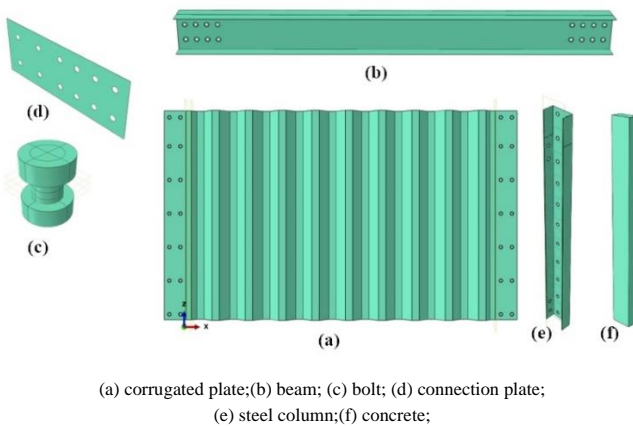 (d)
(b)
(c)
z
x
(a)
(e)
(f)
(a) corrugated plate;(b) beam; (c) bolt; (d) connection plate;
(e) steel column;(f) concrete;